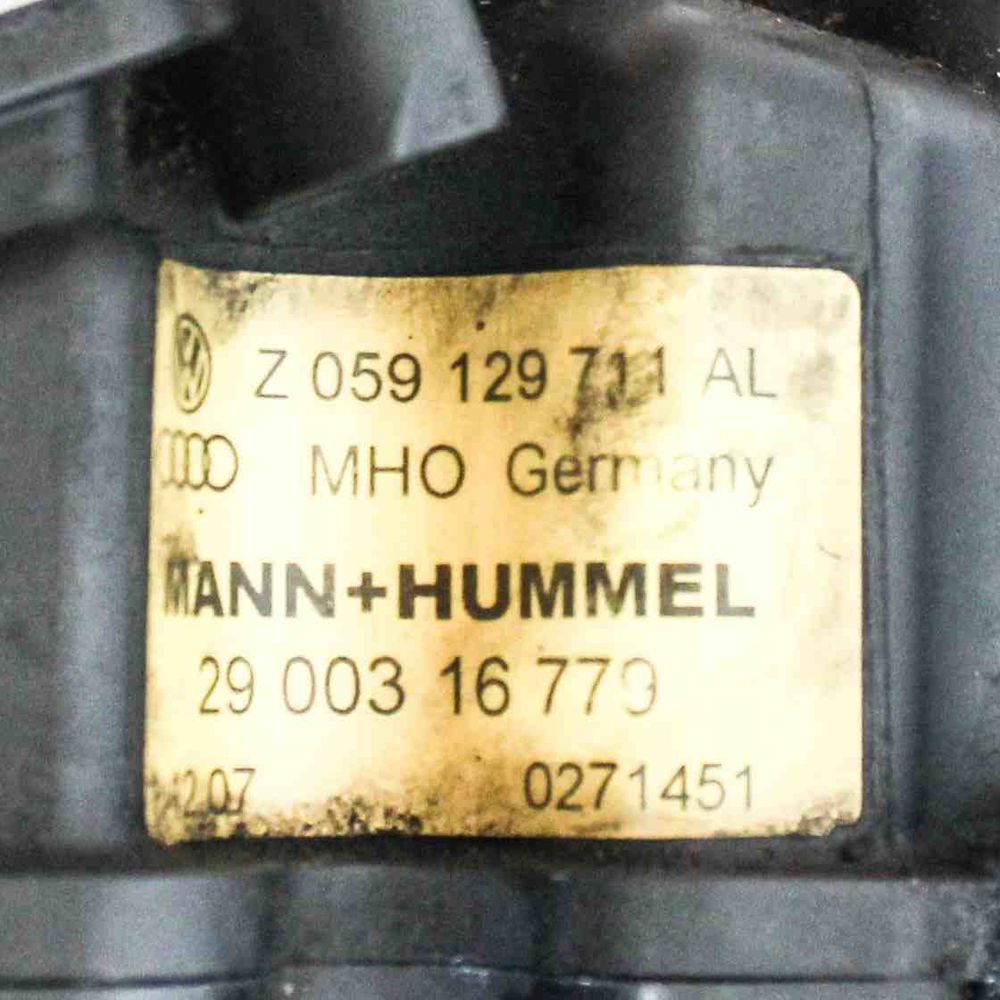 Z 059 129 711 AL
MHO Germany
MANN+HUMMEL
29 003 16 779
0271451